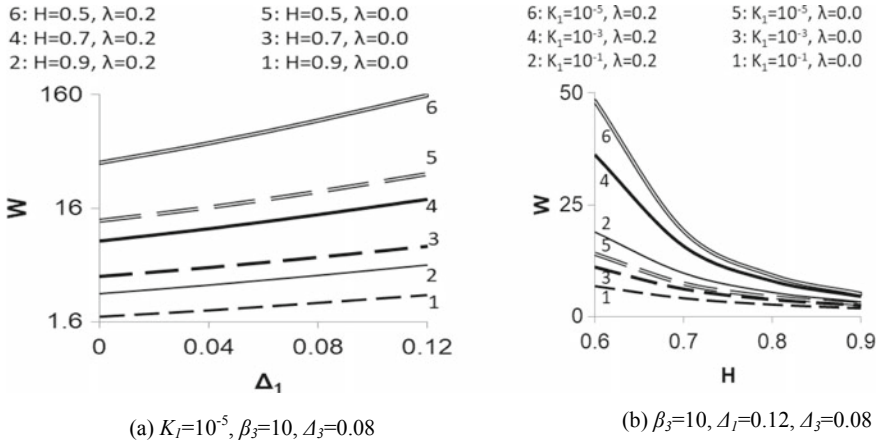 6: H=0.5, λ=0.2 5: H=0.5, λ=0.0
4: H=0.7, λ=0.2 3: H=0.7, λ=0.0
2: H=0.9, λ=0.2 1: H=0.9, λ=0.0
160
16
1.6
W
6
5
4
3
2
1
0 0.04 0.08 0.12
Δ₁
(a) K₁=10⁻⁵, β₃=10, Δ₃=0.08
6: K₁=10⁻⁵, λ=0.2 5: K₁=10⁻⁵, λ=0.0
4: K₁=10⁻³, λ=0.2 3: K₁=10⁻³, λ=0.0
2: K₁=10⁻¹, λ=0.2 1: K₁=10⁻¹, λ=0.0
50
25
0
W
6
4
2
5
3
1
0.6 0.7 0.8 0.9
H
(b) β₃=10, Δ₁=0.12, Δ₃=0.08